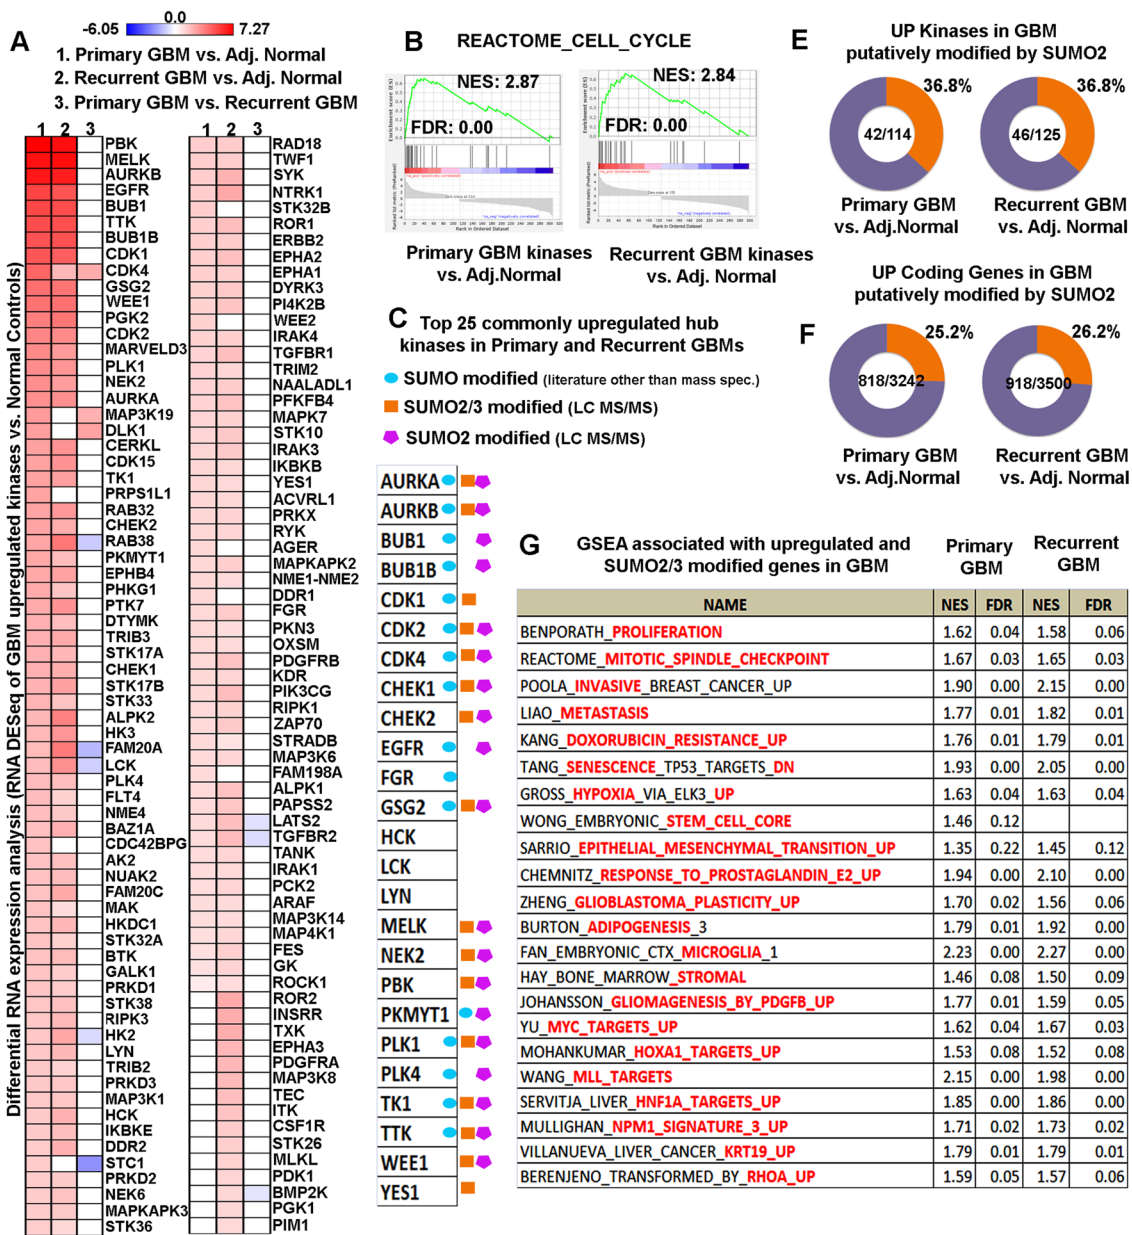 A
-6.05
0.0
7.27
1. Primary GBM vs. Adj. Normal
2. Recurrent GBM vs. Adj. Normal
3. Primary GBM vs. Recurrent GBM
Differential RNA expression analysis (RNA DESeq of GBM upregulated kinases vs. Normal Controls)
1 2 3
PBK
MELK
AURKB
EGFR
BUB1
TTK
BUB1B
CDK1
CDK4
GSG2
WEE1
PGK2
CDK2
MARVELD3
PLK1
NEK2
AURKA
MAP3K19
DLK1
CERKL
CDK15
TK1
PRPS1L1
RAB32
CHEK2
RAB38
PKMYT1
EPHB4
PHKG1
PTK7
DTYMK
TRIB3
STK17A
CHEK1
STK17B
STK33
ALPK2
HK3
FAM20A
LCK
PLK4
FLT4
NME4
BAZ1A
CDC42BPG
AK2
NUAK2
FAM20C
MAK
HKDC1
STK32A
BTK
GALK1
PRKD1
STK38
RIPK3
HK2
LYN
TRIB2
PRKD3
MAP3K1
HCK
IKBKE
DDR2
STC1
PRKD2
NEK6
MAPKAPK3
STK36
1 2 3
RAD18
TWF1
SYK
NTRK1
STK32B
ROR1
ERBB2
EPHA2
EPHA1
DYRK3
PI4K2B
WEE2
IRAK4
TGFBR1
TRIM2
NAALADL1
PFKFB4
MAPK7
STK10
IRAK3
IKBKB
YES1
ACVRL1
PRKX
RYK
AGER
MAPKAPK2
NME1-NME2
DDR1
FGR
PKN3
OXSM
PDGFRB
KDR
PIK3CG
RIPK1
ZAP70
STRADB
MAP3K6
FAM198A
ALPK1
PAPSS2
LATS2
TGFBR2
TANK
IRAK1
PCK2
ARAF
MAP3K14
MAP4K1
FES
GK
ROCK1
ROR2
INSRR
TXK
EPHA3
PDGFRA
MAP3K8
TEC
ITK
CSF1R
STK26
MLKL
PDK1
BMP2K
PGK1
PIM1
B
REACTOME_CELL_CYCLE
NES: 2.87
FDR: 0.00
Enrichment score (ES)
Ranked list metric (PreRanked)
Rank in Ordered Dataset
NES: 2.84
FDR: 0.00
Enrichment score (ES)
Ranked list metric (PreRanked)
Rank in Ordered Dataset
Primary GBM kinases
vs. Adj.Normal
Recurrent GBM kinases
vs. Adj. Normal
C
Top 25 commonly upregulated hub
kinases in Primary and Recurrent GBMs
SUMO modified (literature other than mass spec.)
SUMO2/3 modified (LC MS/MS)
SUMO2 modified (LC MS/MS)
AURKA
AURKB
BUB1
BUB1B
CDK1
CDK2
CDK4
CHEK1
CHEK2
EGFR
FGR
GSG2
HCK
LCK
LYN
MELK
NEK2
PBK
PKMYT1
PLK1
PLK4
TK1
TTK
WEE1
YES1
E
UP Kinases in GBM
putatively modified by SUMO2
36.8%
42/114
36.8%
46/125
Primary GBM
vs. Adj.Normal
Recurrent GBM
vs. Adj. Normal
UP Coding Genes in GBM
putatively modified by SUMO2
F
25.2%
818/3242
26.2%
918/3500
Primary GBM
vs. Adj.Normal
Recurrent GBM
vs. Adj. Normal
G
GSEA associated with upregulated and
SUMO2/3 modified genes in GBM
Primary
GBM
Recurrent
GBM
NAME NES FDR NES FDR
BENPORATH_PROLIFERATION 1.62 0.04 1.58 0.06
REACTOME_MITOTIC_SPINDLE_CHECKPOINT 1.67 0.03 1.65 0.03
POOLA_INVASIVE_BREAST_CANCER_UP 1.90 0.00 2.15 0.00
LIAO_METASTASIS 1.77 0.01 1.82 0.01
KANG_DOXORUBICIN_RESISTANCE_UP 1.76 0.01 1.79 0.01
TANG_SENESCENCE_TP53_TARGETS_DN 1.93 0.00 2.05 0.00
GROSS_HYPOXIA_VIA_ELK3_UP 1.63 0.04 1.63 0.04
WONG_EMBRYONIC_STEM_CELL_CORE 1.46 0.12
SARRIO_EPITHELIAL_MESENCHYMAL_TRANSITION_UP 1.35 0.22 1.45 0.12
CHEMNITZ_RESPONSE_TO_PROSTAGLANDIN_E2_UP 1.94 0.00 2.10 0.00
ZHENG_GLIOBLASTOMA_PLASTICITY_UP 1.70 0.02 1.56 0.06
BURTON_ADIPOGENESIS_3 1.79 0.01 1.92 0.00
FAN_EMBRYONIC_CTX_MICROGLIA_1 2.23 0.00 2.27 0.00
HAY_BONE_MARROW_STROMAL 1.46 0.08 1.50 0.09
JOHANSSON_GLIOMAGENESIS_BY_PDGFB_UP 1.77 0.01 1.59 0.05
YU_MYC_TARGETS_UP 1.62 0.04 1.67 0.03
MOHANKUMAR_HOXA1_TARGETS_UP 1.53 0.08 1.52 0.08
WANG_MLL_TARGETS 2.15 0.00 1.98 0.00
SERVITJA_LIVER_HNF1A_TARGETS_UP 1.85 0.00 1.86 0.00
MULLIGHAN_NPM1_SIGNATURE_3_UP 1.71 0.02 1.73 0.02
VILLANUEVA_LIVER_CANCER_KRT19_UP 1.79 0.01 1.79 0.01
BERENJENO_TRANSFORMED_BY_RHOA_UP 1.59 0.05 1.57 0.06